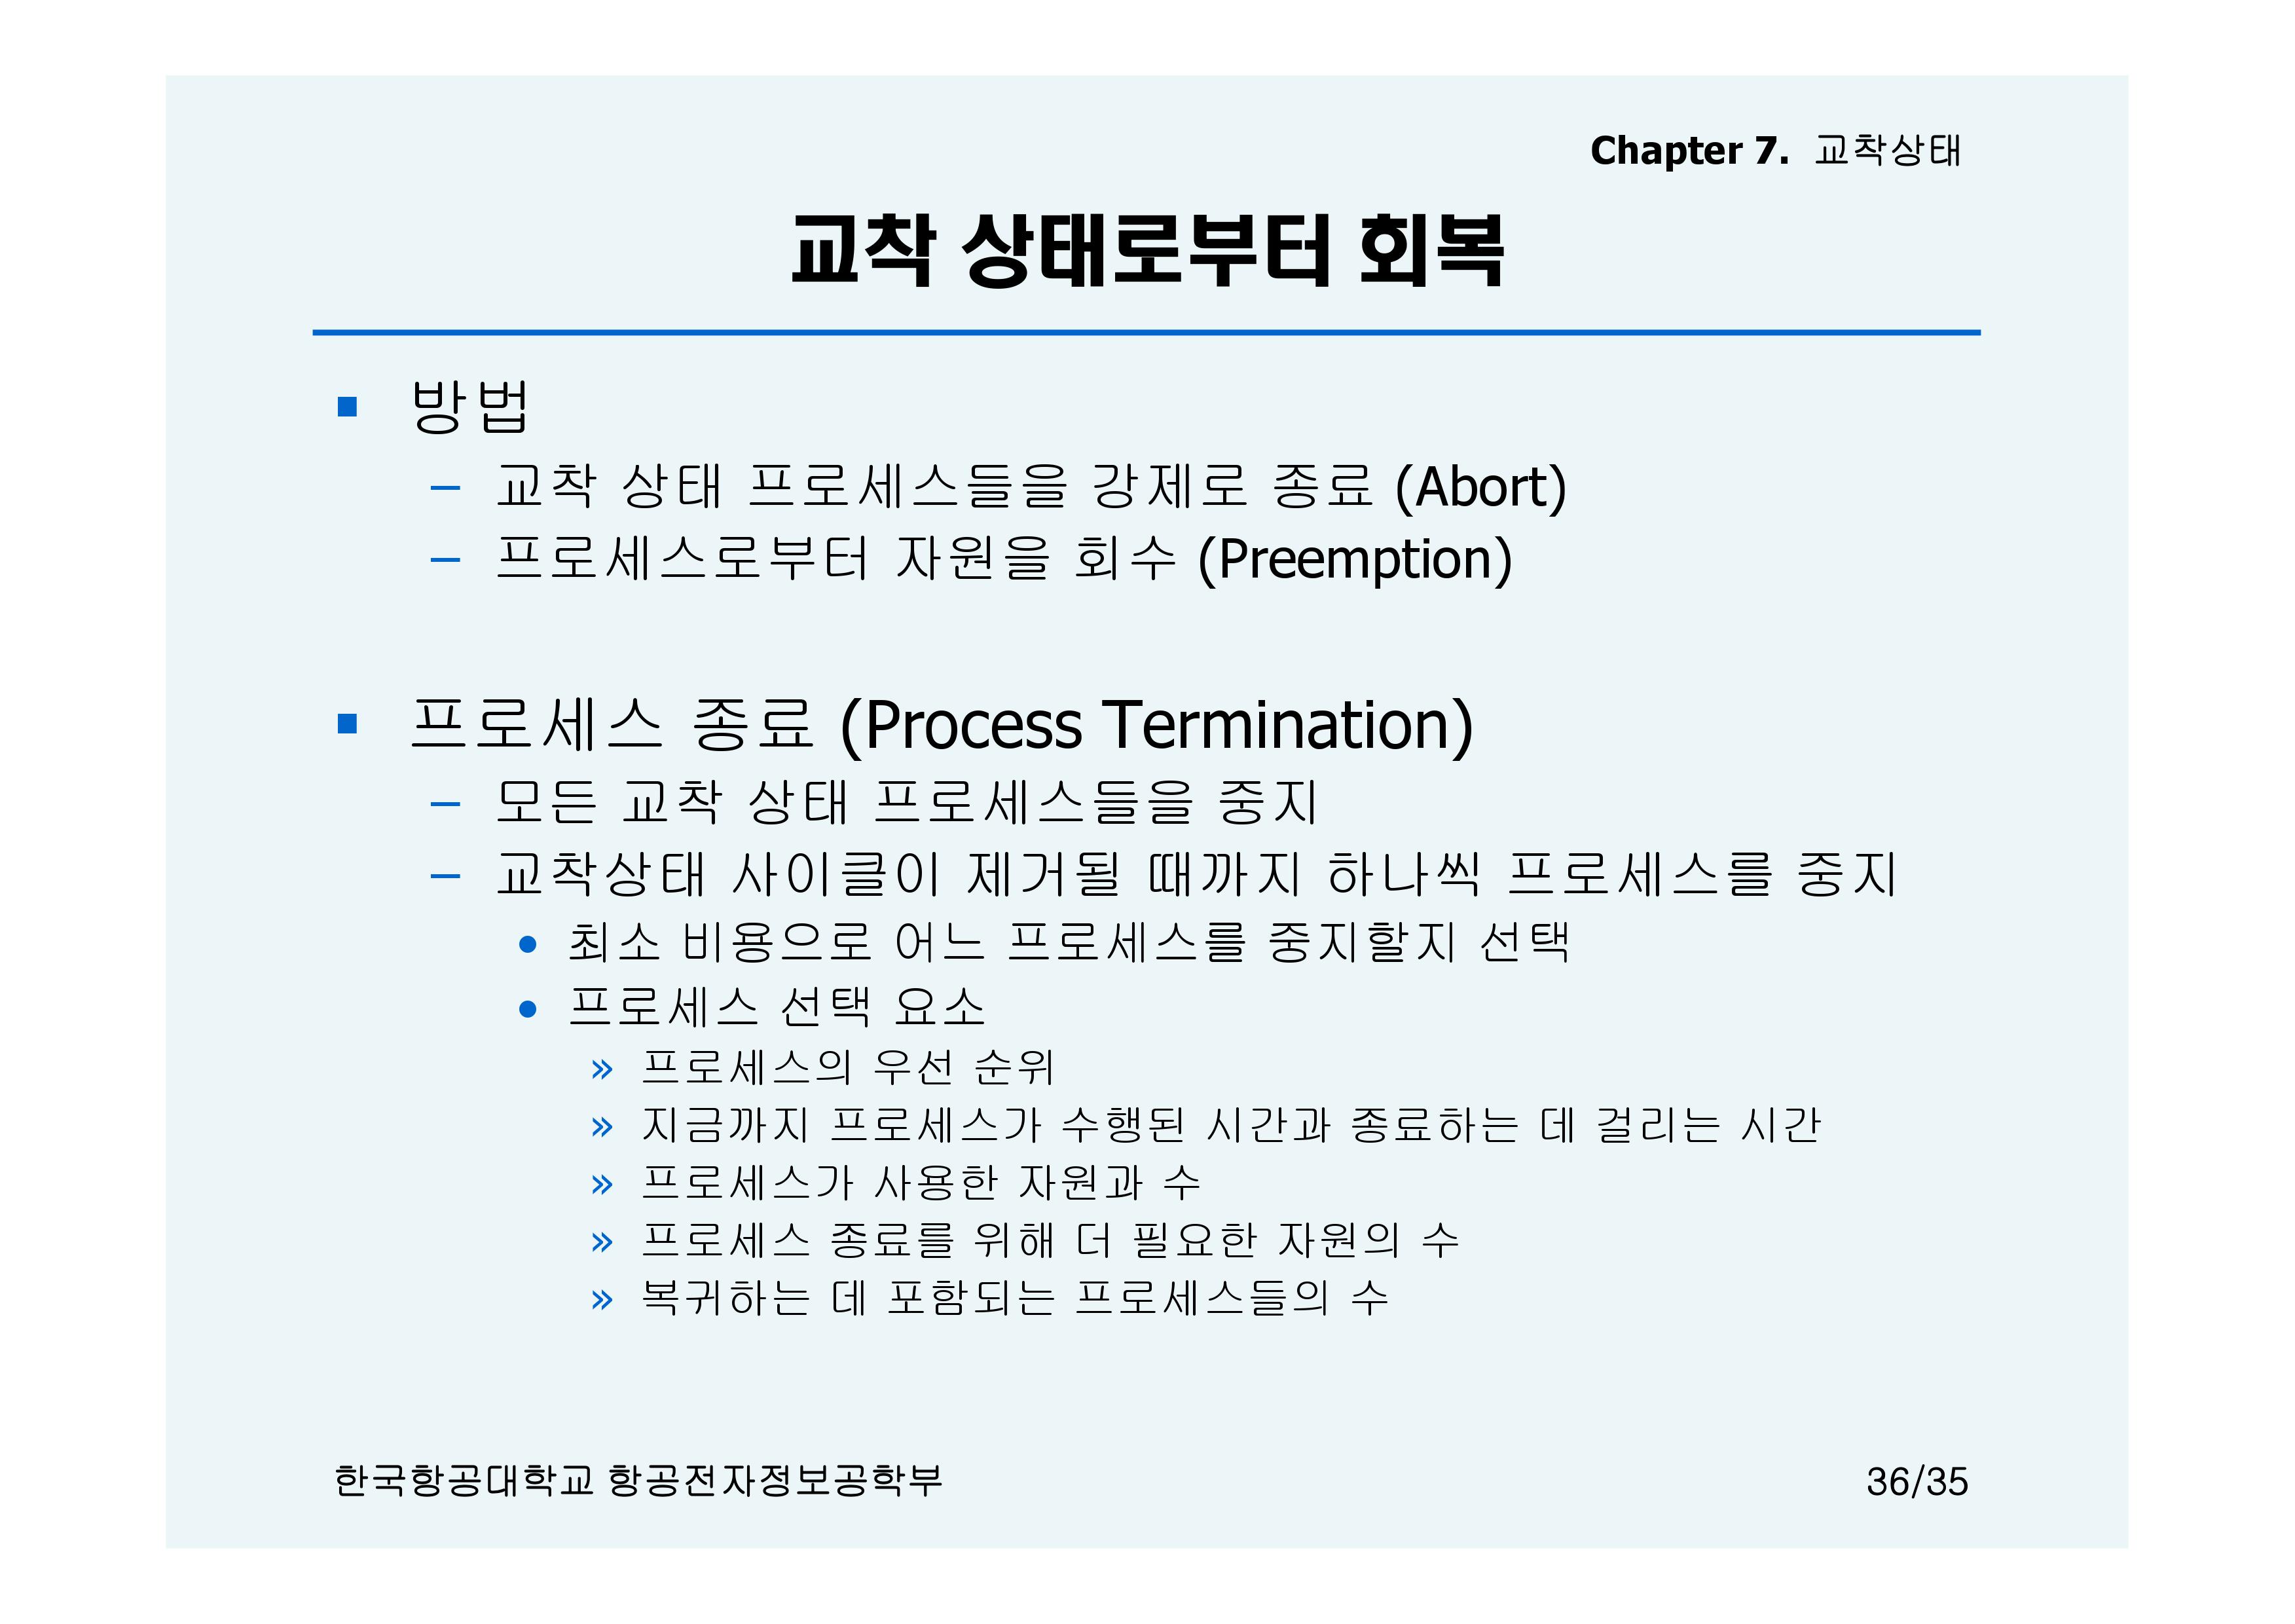 Chapter 7. 교착상태
교착 상태로부터 회복
■ 방법
– 교착 상태 프로세스들을 강제로 종료 (Abort)
– 프로세스로부터 자원을 회수 (Preemption)
■ 프로세스 종료 (Process Termination)
– 모든 교착 상태 프로세스들을 중지
– 교착상태 사이클이 제거될 때까지 하나씩 프로세스를 중지
• 최소 비용으로 어느 프로세스를 중지할지 선택
• 프로세스 선택 요소
» 프로세스의 우선 순위
» 지금까지 프로세스가 수행된 시간과 종료하는 데 걸리는 시간
» 프로세스가 사용한 자원과 수
» 프로세스 종료를 위해 더 필요한 자원의 수
» 복귀하는 데 포함되는 프로세스들의 수
한국항공대학교 항공전자정보공학부
36/35